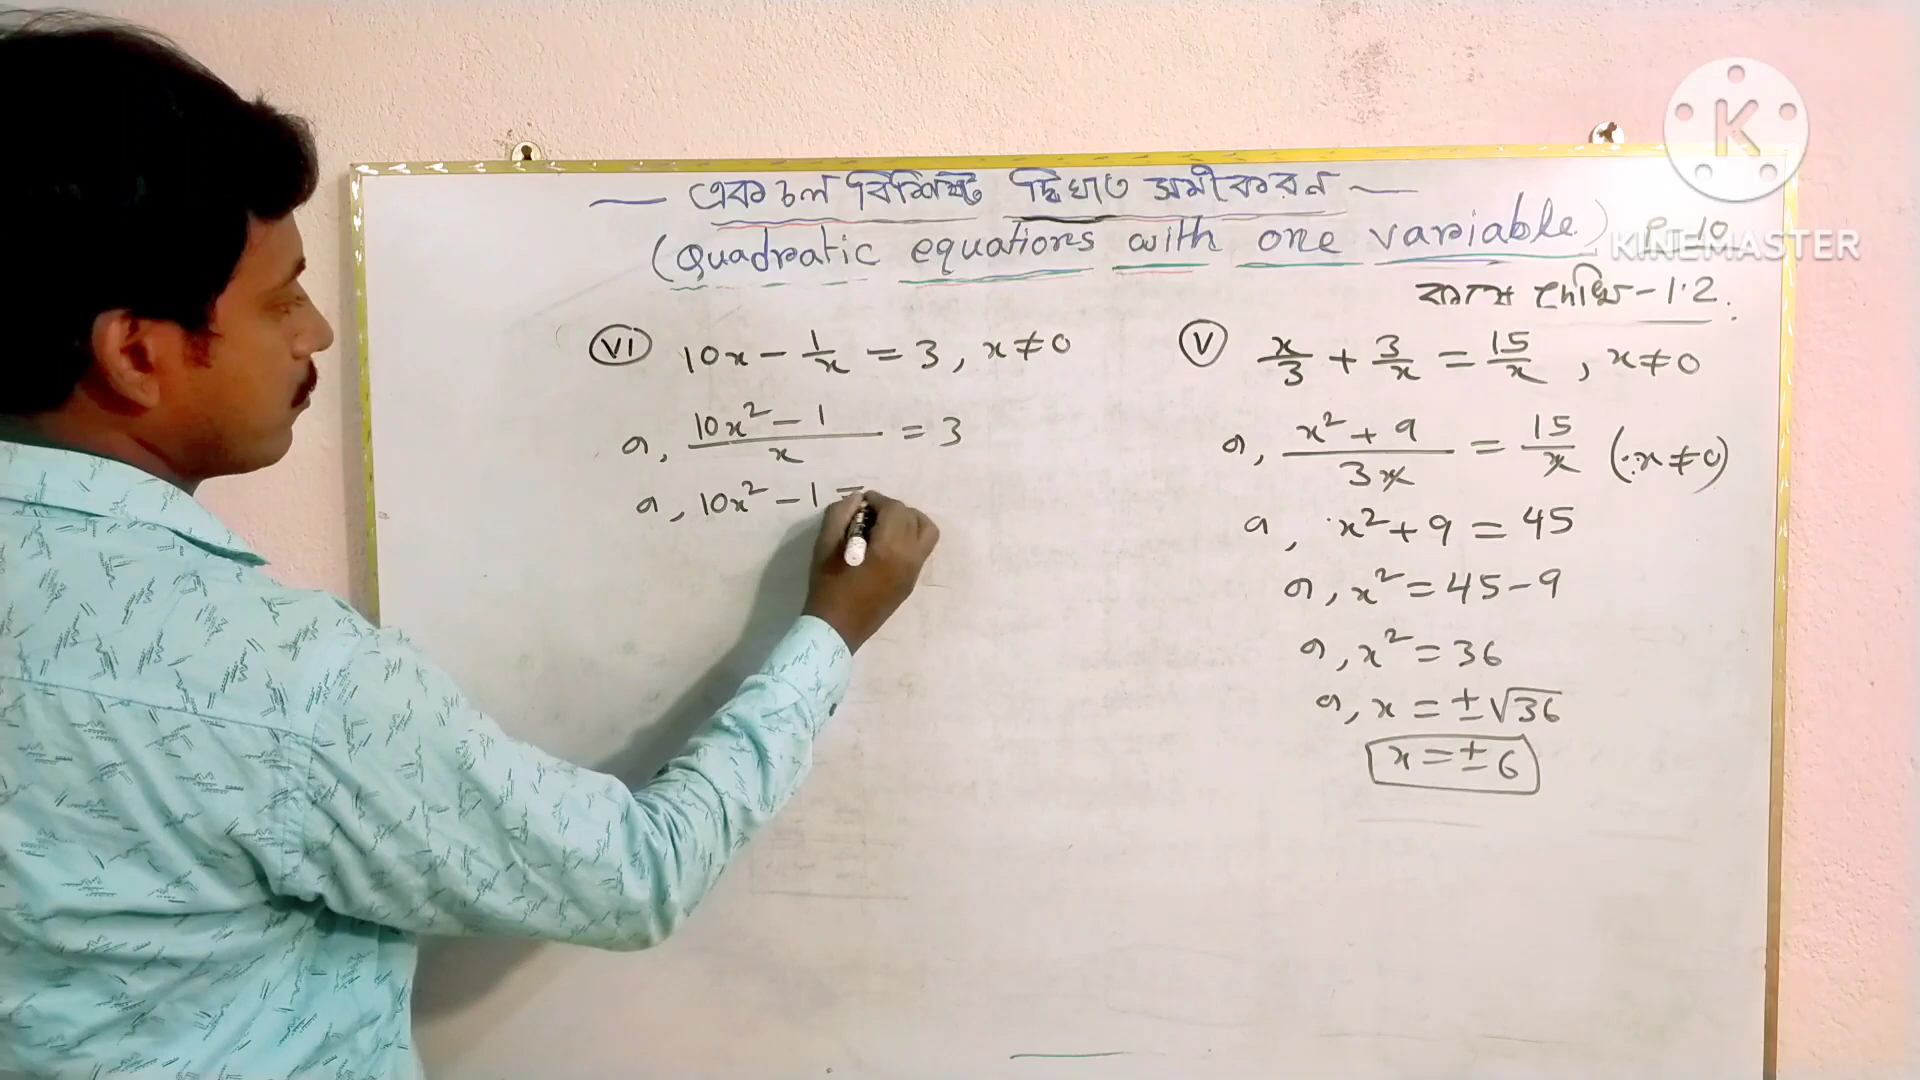 একচল বিশিষ্ট দ্বিঘাত সমীকরন
(Quadratic equations with one variable) P-10
KINEMASTER
K
কষে দেখি - 1.2.
(VI) 10x - 1/x = 3, x ≠ 0
বা, (10x² - 1)/x = 3
বা, 10x² - 1 =
(V) x/3 + 3/x = 15/x, x ≠ 0
বা, (x² + 9)/3x = 15/x (∵ x ≠ 0)
বা, x² + 9 = 45
বা, x² = 45 - 9
বা, x² = 36
বা, x = ±√36
x = ± 6